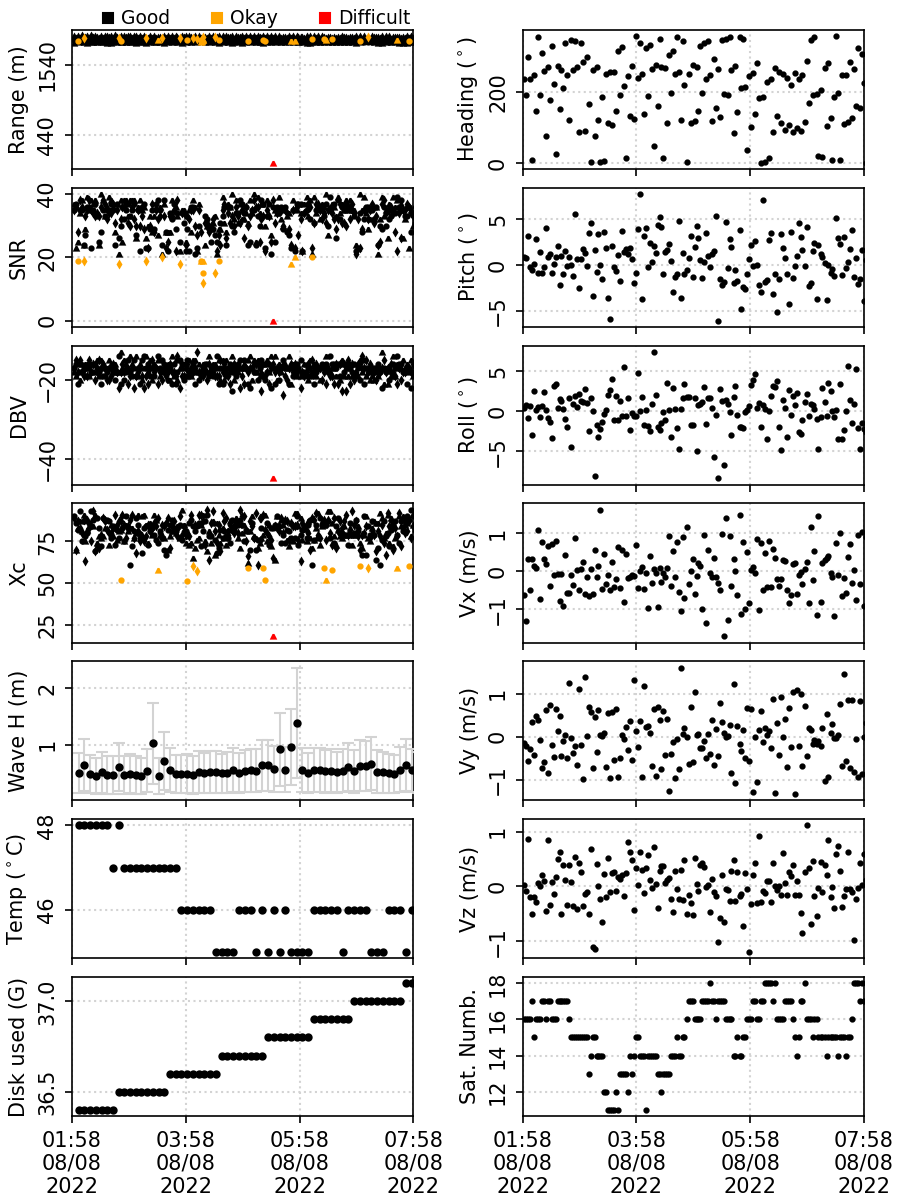 Good Okay Difficult
Range (m)
1540
440
Heading (°)
200
0
SNR
40
20
0
Pitch (°)
5
0
−5
DBV
−20
−40
Roll (°)
5
0
−5
Xc
75
50
25
Vx (m/s)
1
0
−1
Wave H (m)
2
1
Vy (m/s)
1
0
−1
Temp (°C)
48
46
Vz (m/s)
1
0
−1
Disk used (G)
37.0
36.5
Sat. Numb.
18
16
14
12
01:58 03:58 05:58 07:58 01:58 03:58 05:58 07:58
08/08 08/08 08/08 08/08 08/08 08/08 08/08 08/08
2022 2022 2022 2022 2022 2022 2022 2022